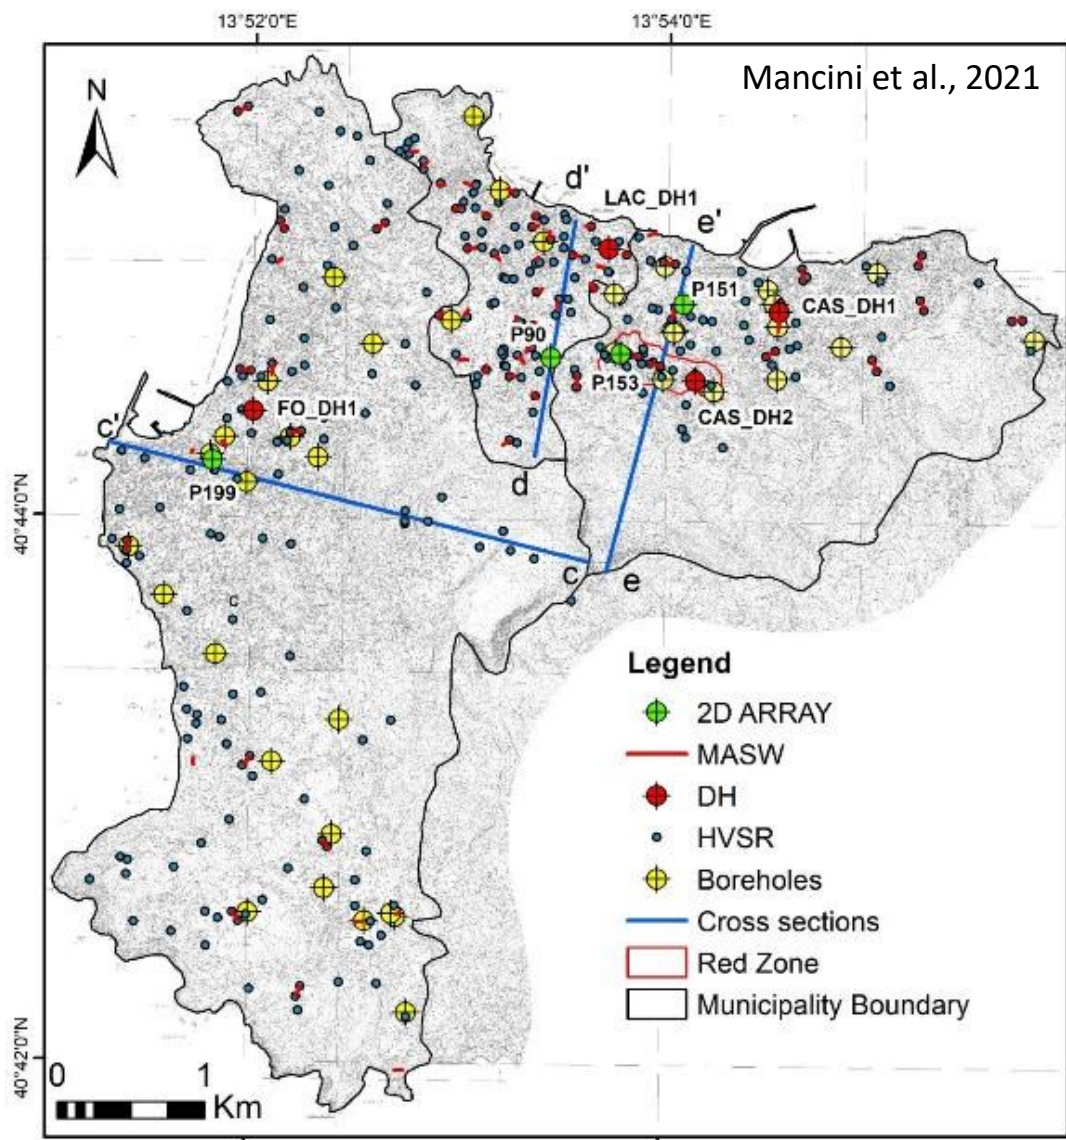 13°52'0"E
13°54'0"E
Mancini et al., 2021
N
d'
LAC_DH1
e'
P151
CAS_DH1
P90
P153
CAS_DH2
FO_DH1
c'
P199
d
40°44'0"N
c
e
c
Legend
2D ARRAY
MASW
DH
HVSR
Boreholes
Cross sections
Red Zone
Municipality Boundary
40°42'0"N
0
1
Km